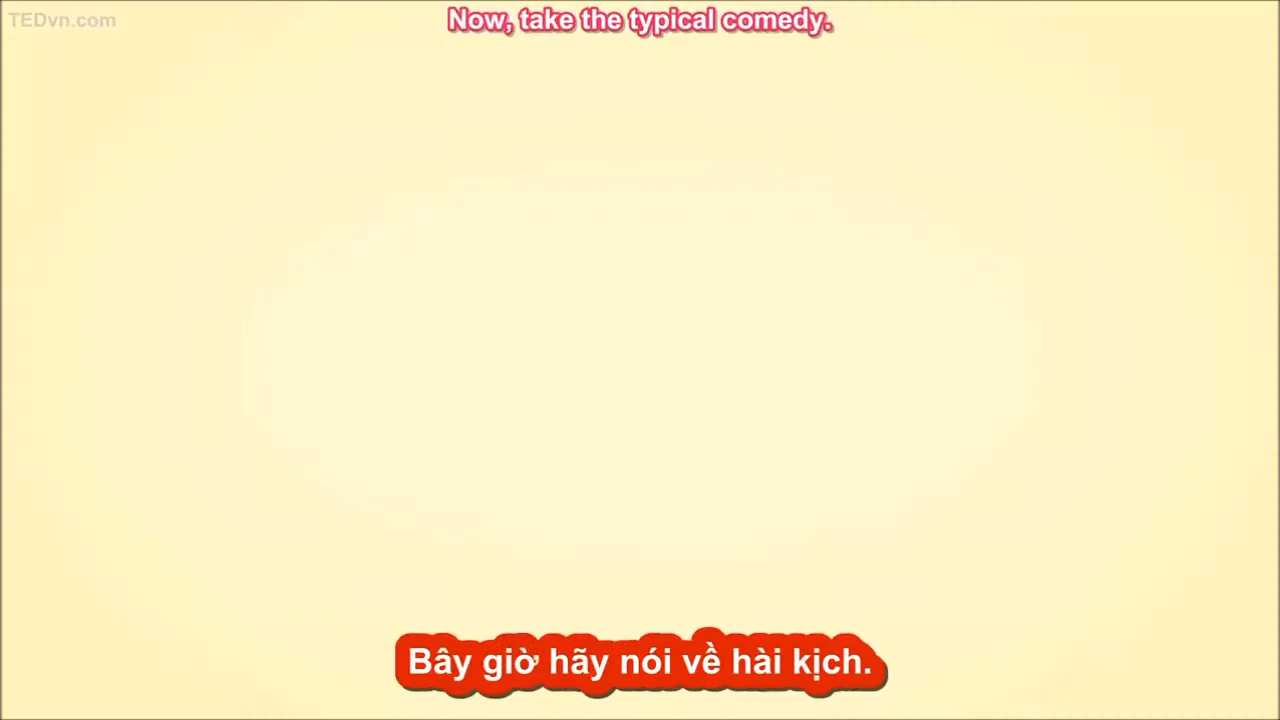 TEDvn.com
Now, take the typical comedy.
Bây giờ hãy nói về hài kịch.